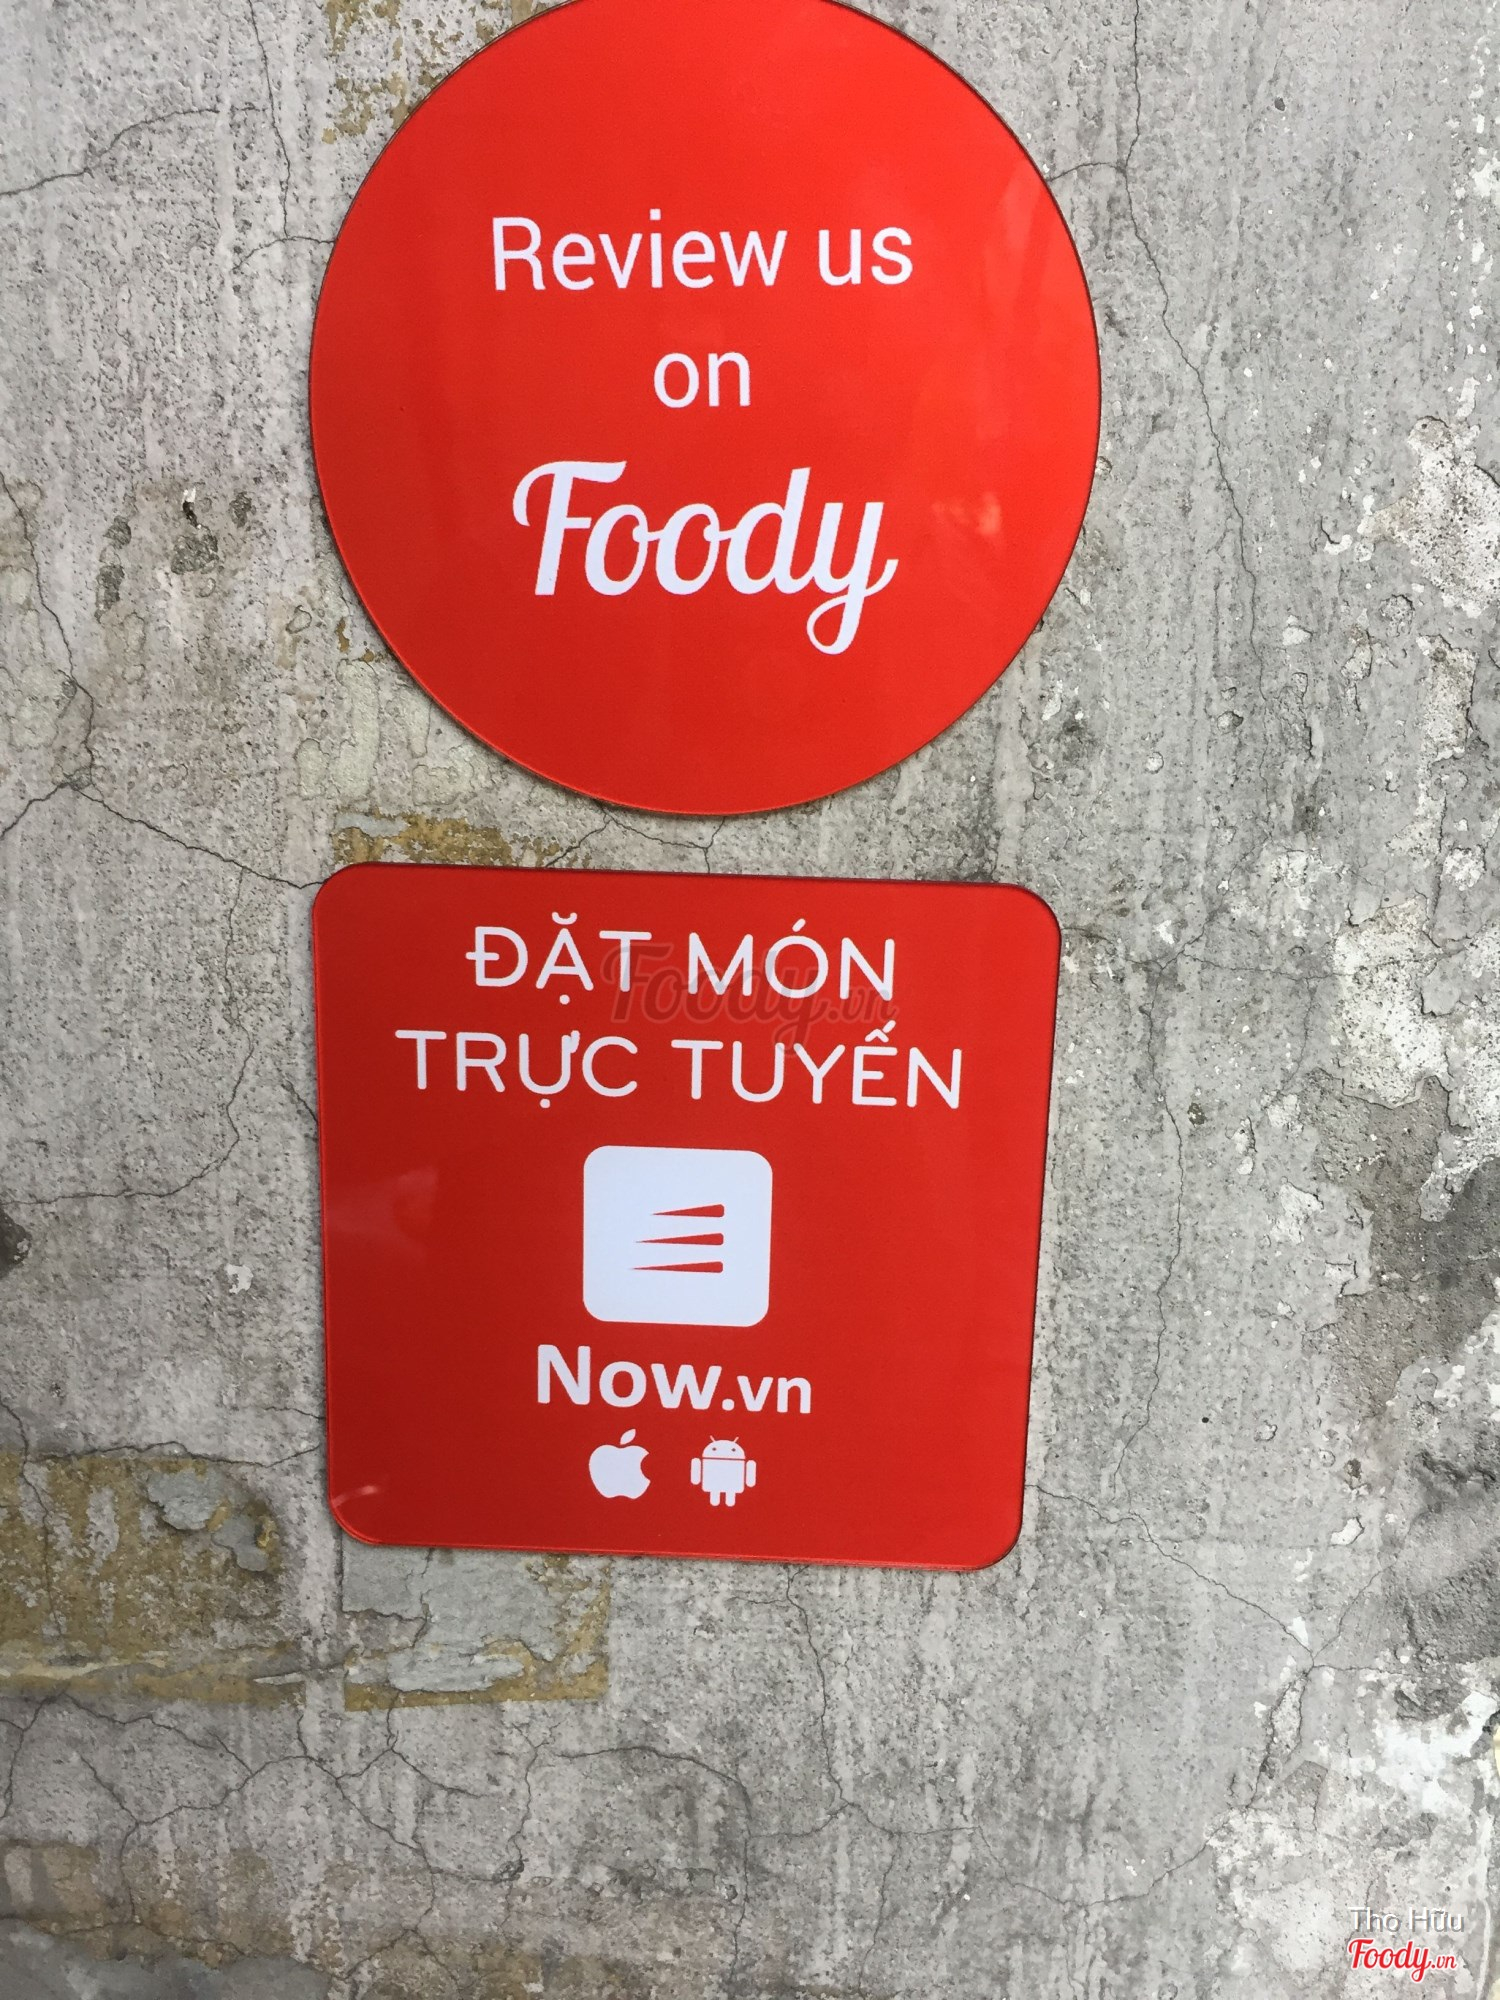 Review us
on
Foody
ĐẶT MÓN
Foody.vn
TRỰC TUYẾN
Now.vn
Thọ Hữu
Foody.vn